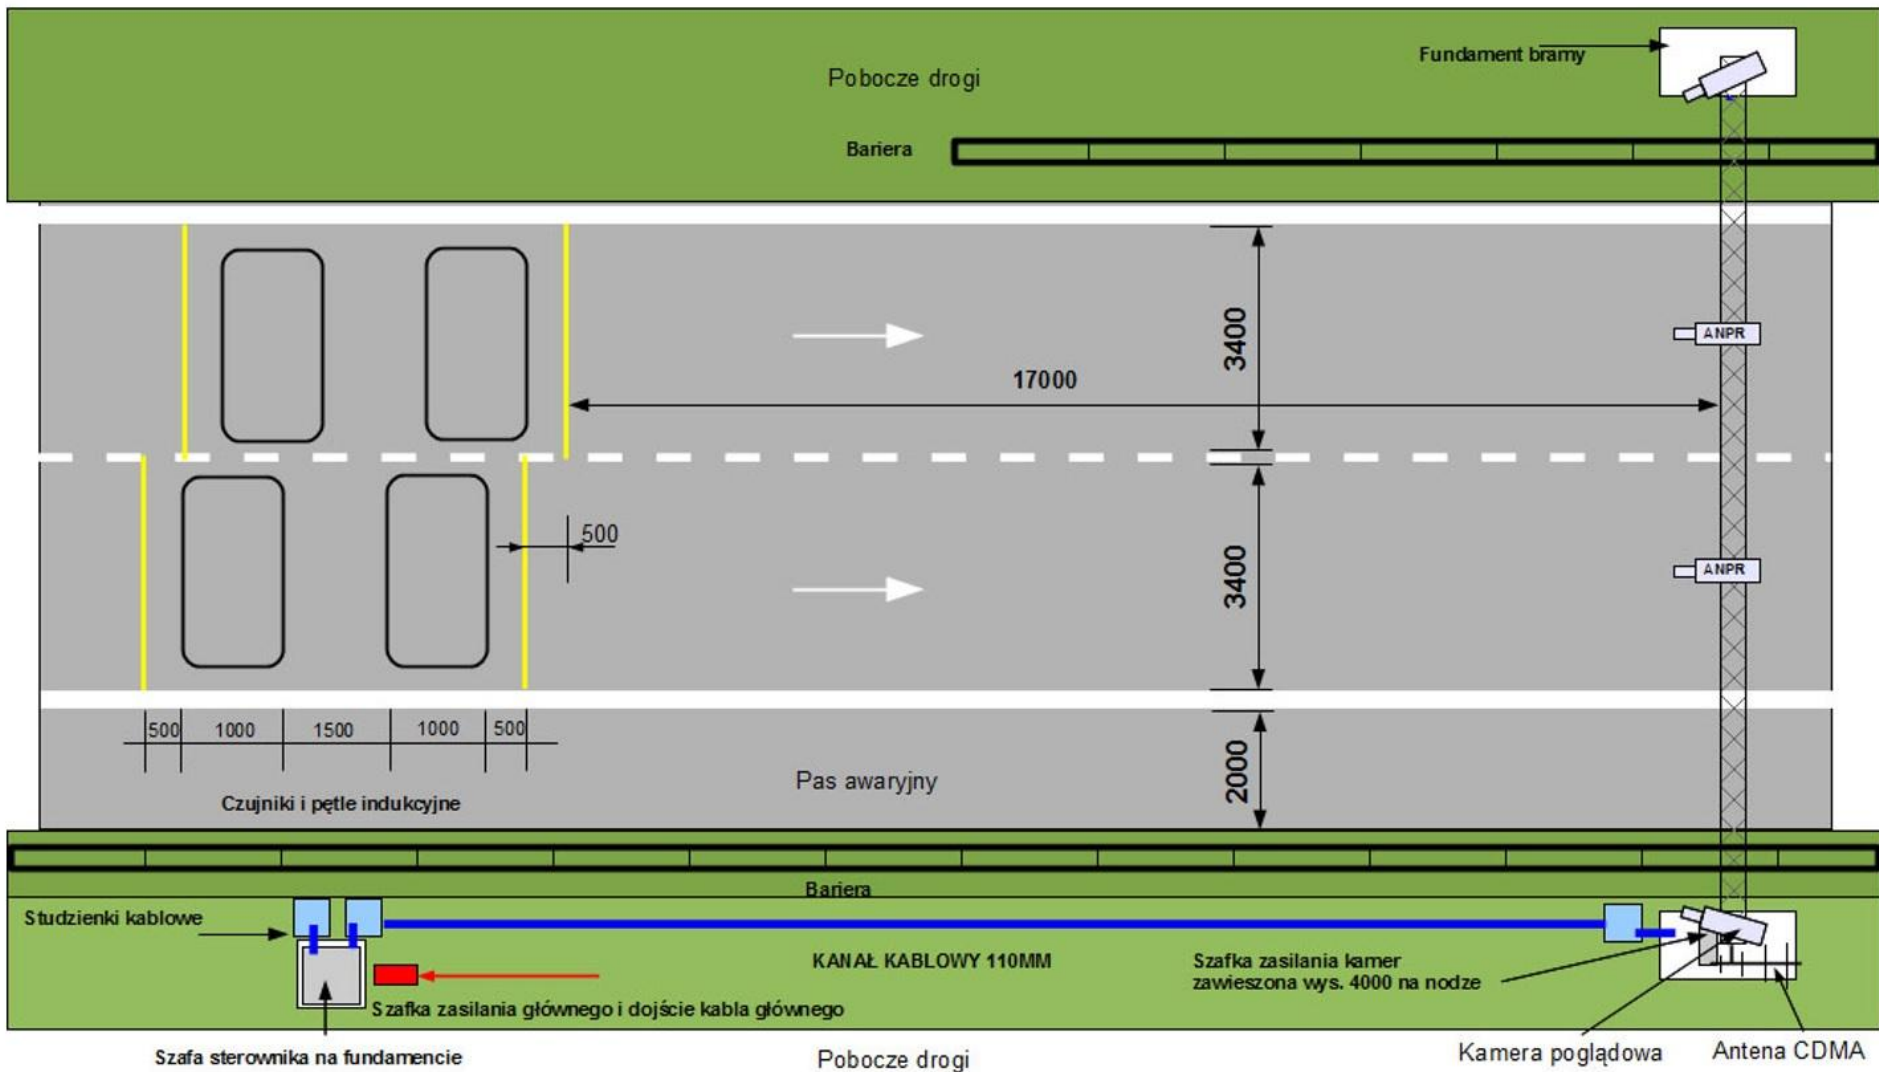 Fundament bramy
Pobocze drogi
Bariera
ANPR
3400
17000
500
3400
ANPR
500 1000 1500 1000 500
2000
Pas awaryjny
Czujniki i pętle indukcyjne
Bariera
Studzienki kablowe
KANAŁ KABLOWY 110MM
Szafka zasilania kamer
zawieszona wys. 4000 na nodze
Szafka zasilania głównego i dojście kabla głównego
Szafa sterownika na fundamencie
Pobocze drogi
Kamera poglądowa
Antena CDMA